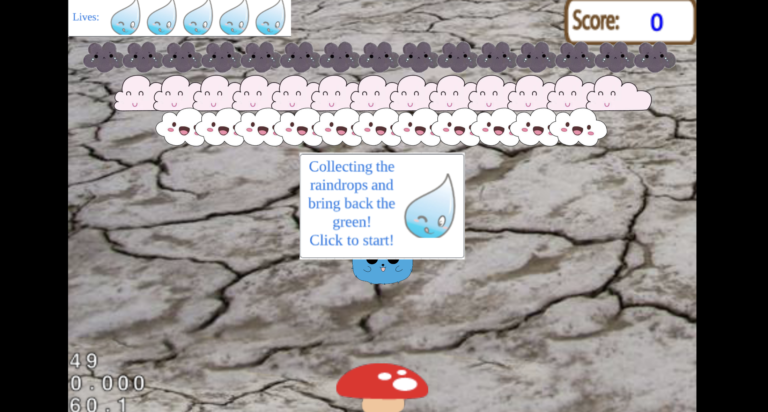 Lives:
Score: 0
Collecting the
raindrops and
bring back the
green!
Click to start!
49
0.000
60.1